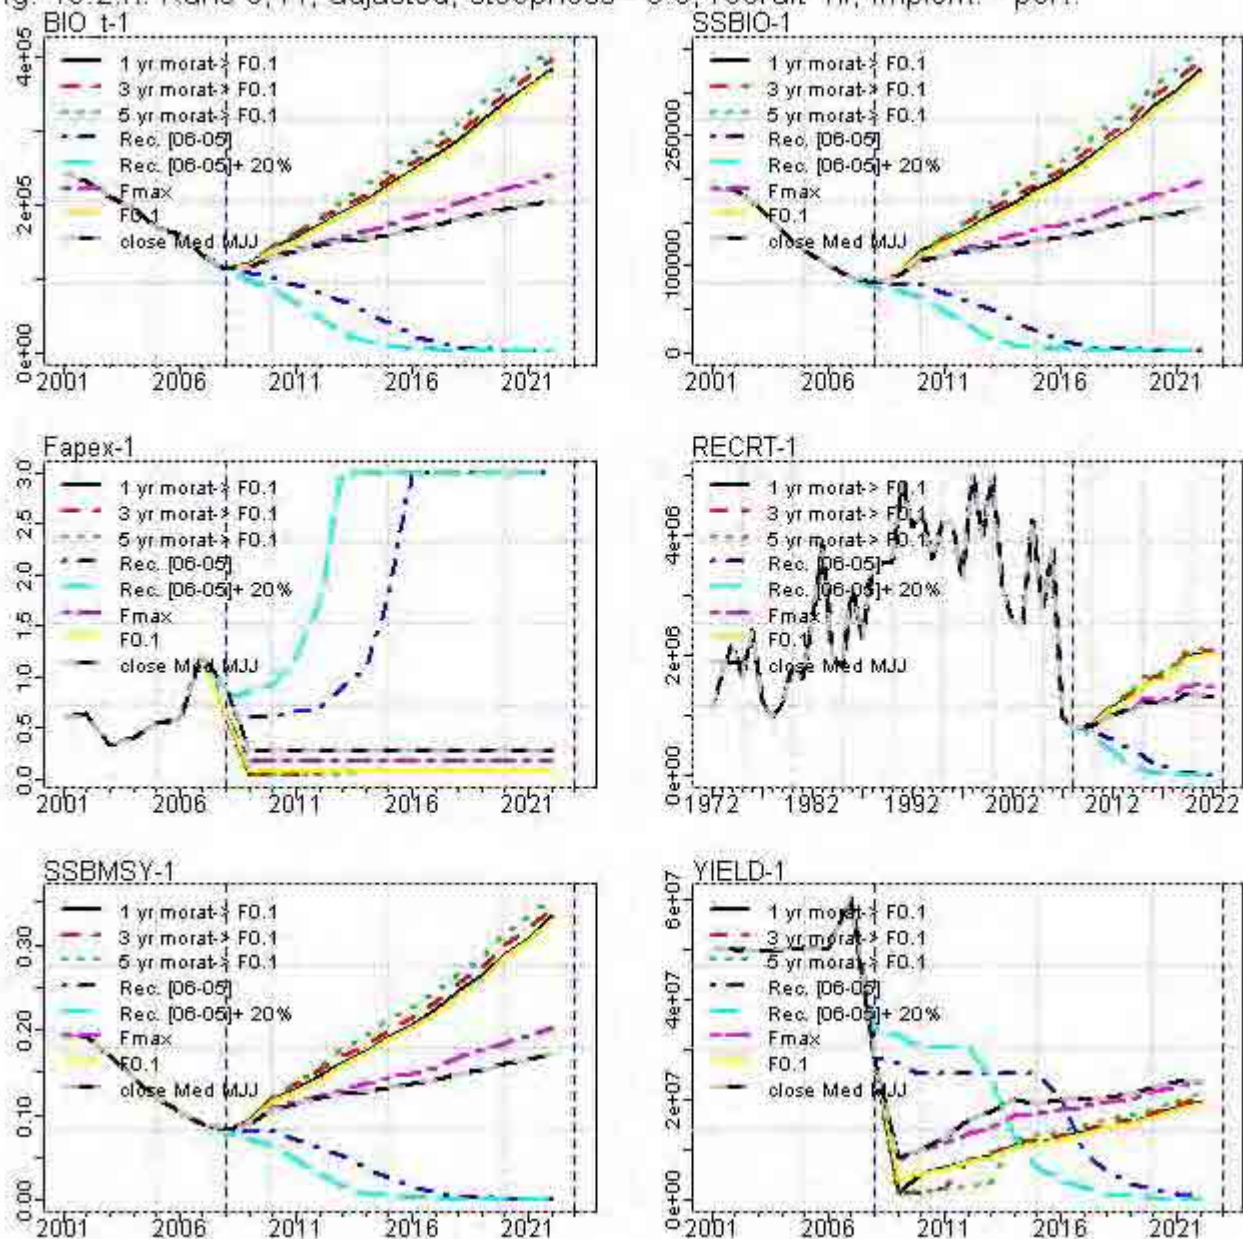 BIO_t-1
1 yr morat-> F0.1
3 yr morat-> F0.1
5 yr morat-> F0.1
Rec. [06-05]
Rec. [06-05]+ 20%
Fmax
F0.1
close Med MJJ
0e+00 2e+05 4e+05
2001 2006 2011 2016 2021
SSBIO-1
1 yr morat-> F0.1
3 yr morat-> F0.1
5 yr morat-> F0.1
Rec. [06-05]
Rec. [06-05]+ 20%
Fmax
F0.1
close Med MJJ
0 100000 250000
2001 2006 2011 2016 2021
Fapex-1
1 yr morat-> F0.1
3 yr morat-> F0.1
5 yr morat-> F0.1
Rec. [06-05]
Rec. [06-05]+ 20%
Fmax
F0.1
close Med MJJ
0.0 0.5 1.0 1.5 2.0 2.5 3.0
2001 2006 2011 2016 2021
RECRT-1
1 yr morat-> F0.1
3 yr morat-> F0.1
5 yr morat-> F0.1
Rec. [06-05]
Rec. [06-05]+ 20%
Fmax
F0.1
close Med MJJ
0e+00 2e+06 4e+06
1972 1982 1992 2002 2012 2022
SSBMSY-1
1 yr morat-> F0.1
3 yr morat-> F0.1
5 yr morat-> F0.1
Rec. [06-05]
Rec. [06-05]+ 20%
Fmax
F0.1
close Med MJJ
0.00 0.10 0.20 0.30
2001 2006 2011 2016 2021
YIELD-1
1 yr morat-> F0.1
3 yr morat-> F0.1
5 yr morat-> F0.1
Rec. [06-05]
Rec. [06-05]+ 20%
Fmax
F0.1
close Med MJJ
0e+00 2e+07 4e+07 6e+07
2001 2006 2011 2016 2021